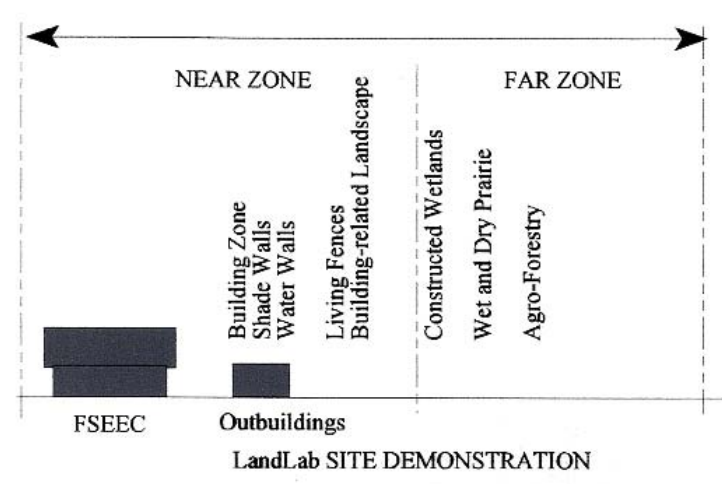 NEAR ZONE
FAR ZONE
Building Zone
Shade Walls
Water Walls
Living Fences
Building-related Landscape
Constructed Wetlands
Wet and Dry Prairie
Agro-Forestry
FSEEC
Outbuildings
LandLab SITE DEMONSTRATION